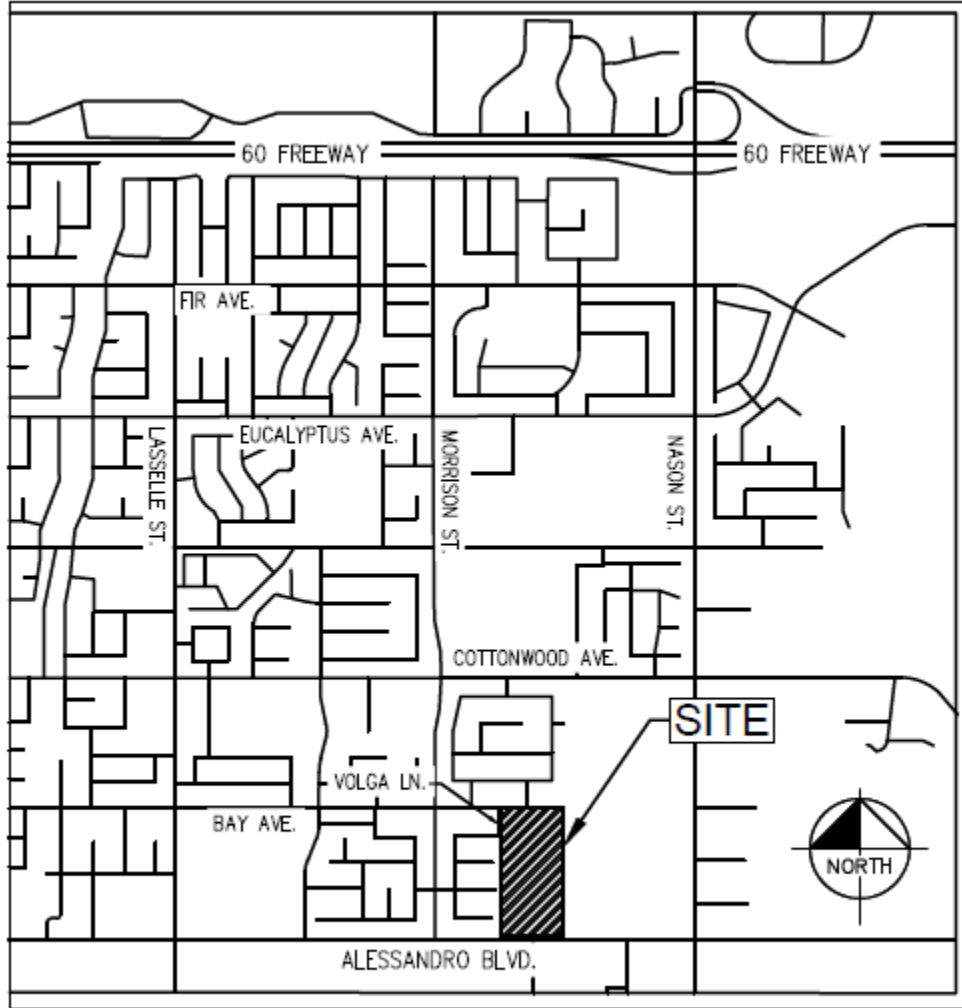 60 FREEWAY
60 FREEWAY
FIR AVE.
EUCALYPTUS AVE.
LASSELLE ST.
MORRISON ST.
NASON ST.
COTTONWOOD AVE.
SITE
VOLGA LN.
BAY AVE.
NORTH
ALESSANDRO BLVD.